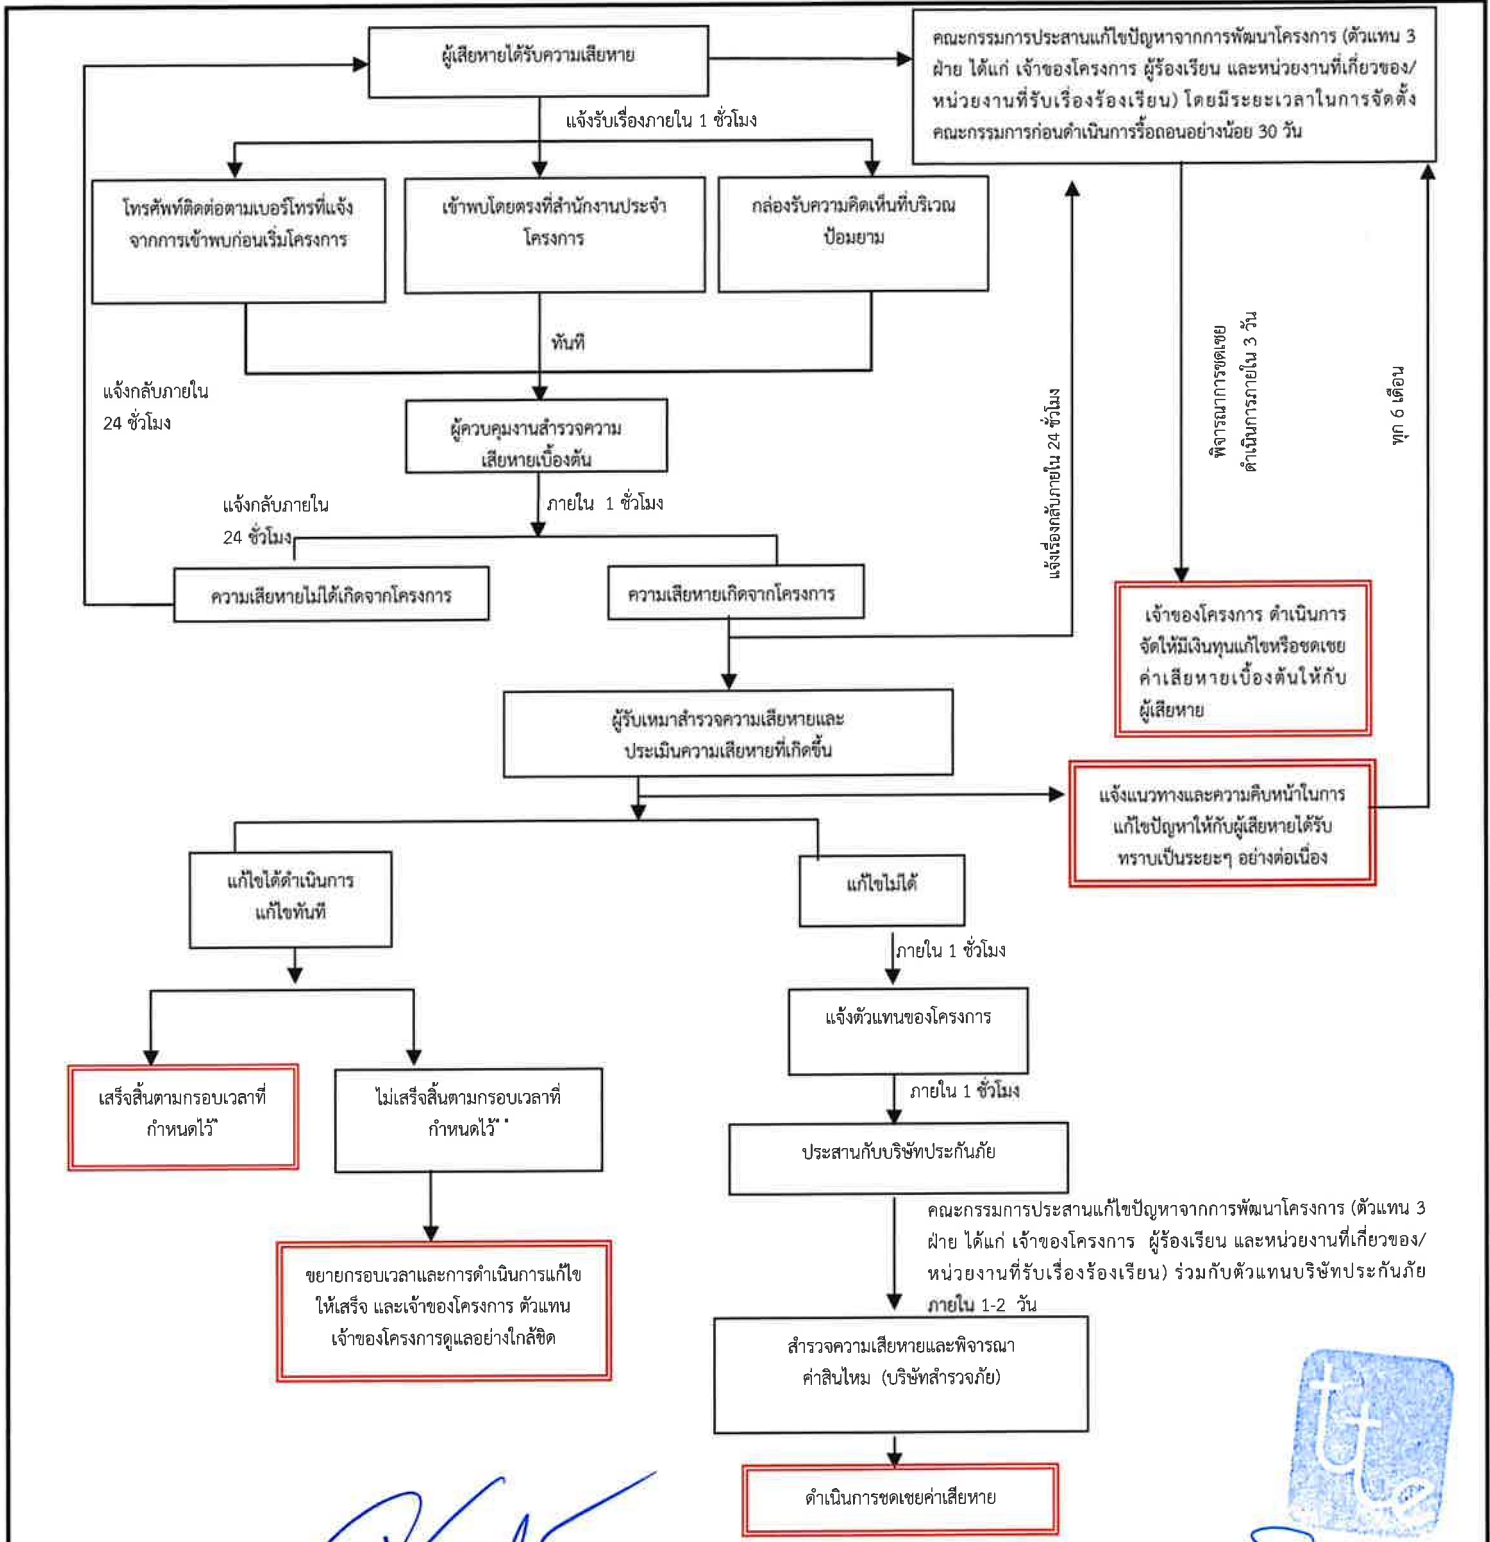 ผู้เสียหายได้รับความเสียหาย
คณะกรรมการประสานแก้ไขปัญหาจากการพัฒนาโครงการ (ตัวแทน 3
ฝ่าย ได้แก่ เจ้าของโครงการ ผู้ร้องเรียน และหน่วยงานที่เกี่ยวของ/
หน่วยงานที่รับเรื่องร้องเรียน) โดยมีระยะเวลาในการจัดตั้ง
คณะกรรมการก่อนดำเนินการรื้อถอนอย่างน้อย 30 วัน
แจ้งรับเรื่องภายใน 1 ชั่วโมง
โทรศัพท์ติดต่อตามเบอร์โทรที่แจ้ง
จากการเข้าพบก่อนเริ่มโครงการ
เข้าพบโดยตรงที่สำนักงานประจำ
โครงการ
กล่องรับความคิดเห็นที่บริเวณ
ป้อมยาม
ทันที
แจ้งกลับภายใน
24 ชั่วโมง
ผู้ควบคุมงานสำรวจความ
เสียหายเบื้องต้น
แจ้งเรื่องกลับภายใน 24 ชั่วโมง
พิจารณาการชดเชย
ดำเนินการภายใน 3 วัน
ทุก 6 เดือน
แจ้งกลับภายใน
24 ชั่วโมง
ภายใน 1 ชั่วโมง
ความเสียหายไม่ได้เกิดจากโครงการ
ความเสียหายเกิดจากโครงการ
เจ้าของโครงการ ดำเนินการ
จัดให้มีเงินทุนแก้ไขหรือชดเชย
ค่าเสียหายเบื้องต้นให้กับ
ผู้เสียหาย
ผู้รับเหมาสำรวจความเสียหายและ
ประเมินความเสียหายที่เกิดขึ้น
แจ้งแนวทางและความคืบหน้าในการ
แก้ไขปัญหาให้กับผู้เสียหายได้รับ
ทราบเป็นระยะๆ อย่างต่อเนื่อง
แก้ไขได้ดำเนินการ
แก้ไขทันที
แก้ไขไม่ได้
ภายใน 1 ชั่วโมง
แจ้งตัวแทนของโครงการ
ภายใน 1 ชั่วโมง
เสร็จสิ้นตามกรอบเวลาที่
กำหนดไว้*
ไม่เสร็จสิ้นตามกรอบเวลาที่
กำหนดไว้**
ประสานกับบริษัทประกันภัย
คณะกรรมการประสานแก้ไขปัญหาจากการพัฒนาโครงการ (ตัวแทน 3
ฝ่าย ได้แก่ เจ้าของโครงการ ผู้ร้องเรียน และหน่วยงานที่เกี่ยวของ/
หน่วยงานที่รับเรื่องร้องเรียน) ร่วมกับตัวแทนบริษัทประกันภัย
ภายใน 1-2 วัน
ขยายกรอบเวลาและการดำเนินการแก้ไข
ให้เสร็จ และเจ้าของโครงการ ตัวแทน
เจ้าของโครงการดูแลอย่างใกล้ชิด
สำรวจความเสียหายและพิจารณา
ค่าสินไหม (บริษัทสำรวจภัย)
ดำเนินการชดเชยค่าเสียหาย
tte